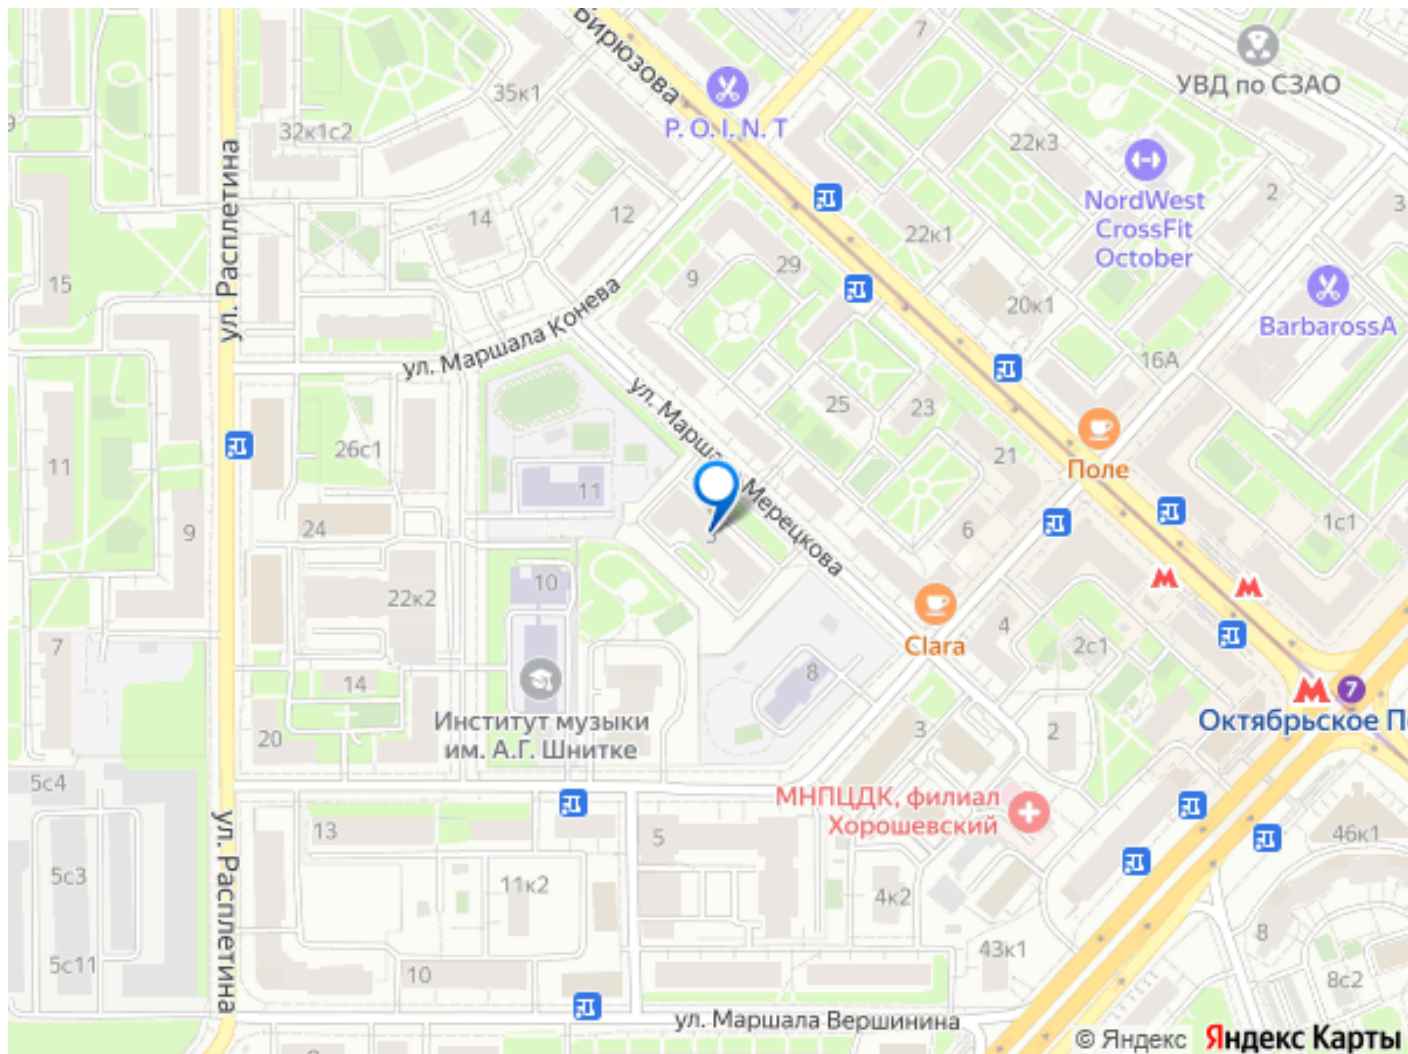 Бирюзова
7
УВД по СЗАО
35к1
P. O. I. N. T
32к1с2
22к3
NordWest
CrossFit
October
2
3
ул. Расплетина
14
12
22к1
9
29
15
20к1
BarbarossA
ул. Маршала Конева
16А
25
23
21
Поле
26с1
11
11
9
24
ул. Маршала Мерецкова
6
1с1
10
22к2
Clara
4
2с1
7
14
8
7
Октябрьское П
Институт музыки
им. А.Г. Шнитке
20
3
2
5с4
МНПЦДК, филиал
Хорошевский
13
5
46к1
ул. Расплетина
5с3
11к2
4к2
8
43к1
5с11
10
8с2
ул. Маршала Вершинина
© Яндекс Яндекс Карты